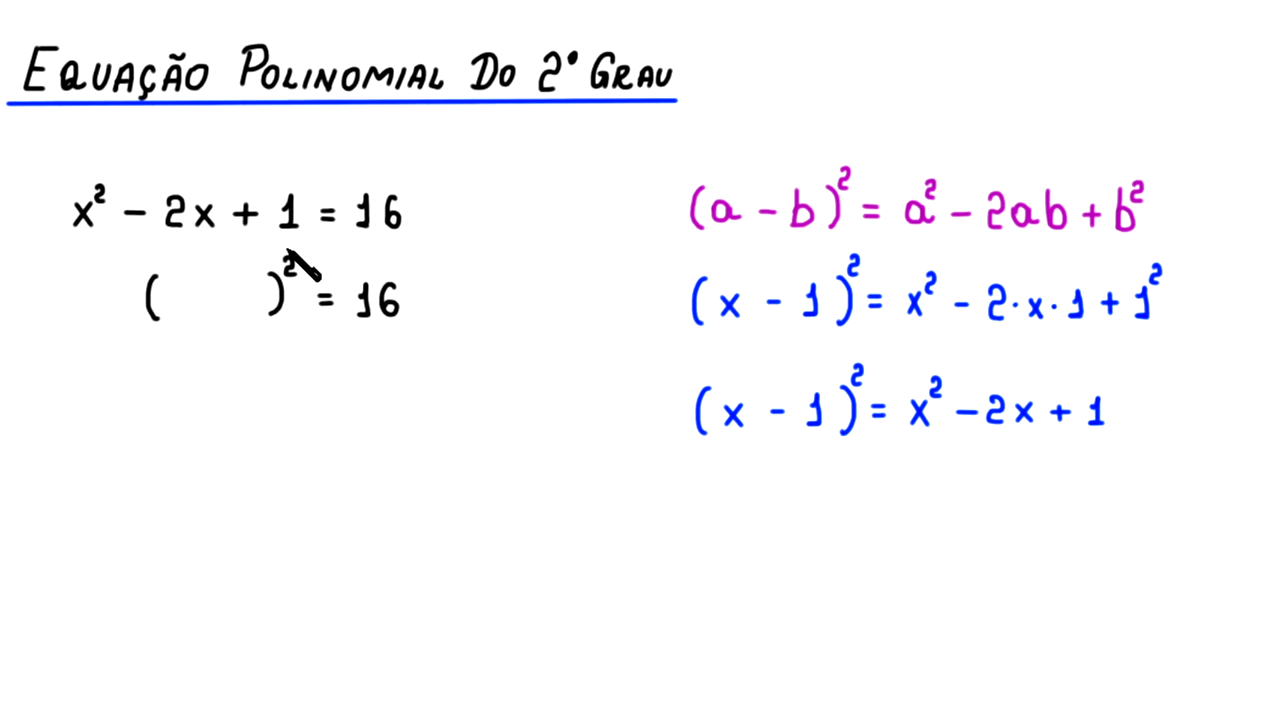 EQUAÇÃO POLINOMIAL DO 2° GRAU
x² - 2x + 1 = 16
(     )² = 16
(a - b)² = a² - 2ab + b²
(x - 1)² = x² - 2·x·1 + 1²
(x - 1)² = x² - 2x + 1